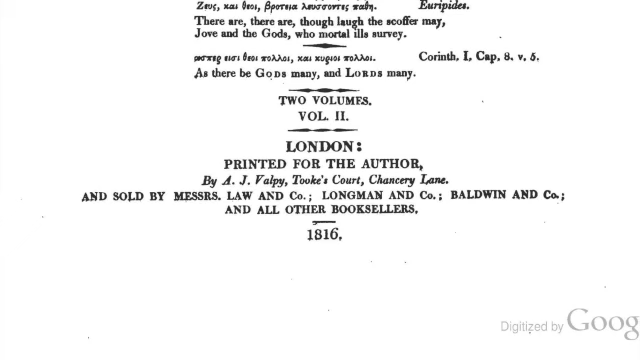 Ζευς, και θεοι, βροτεια λευσσοντες παθη. Euripides.
There are, there are, though laugh the scoffer may,
Jove and the Gods, who mortal ills survey.
ωσπερ εισι θεοι πολλοι, και κυριοι πολλοι. Corinth. I. Cap. 8. v. 5.
As there be GODS many, and LORDS many.
TWO VOLUMES.
VOL. II.
LONDON:
PRINTED FOR THE AUTHOR,
By A. J. Valpy, Tooke's Court, Chancery Lane.
AND SOLD BY MESSRS. LAW AND Co.; LONGMAN AND Co.; BALDWIN AND Co.;
AND ALL OTHER BOOKSELLERS.
1816.
Digitized by Goog